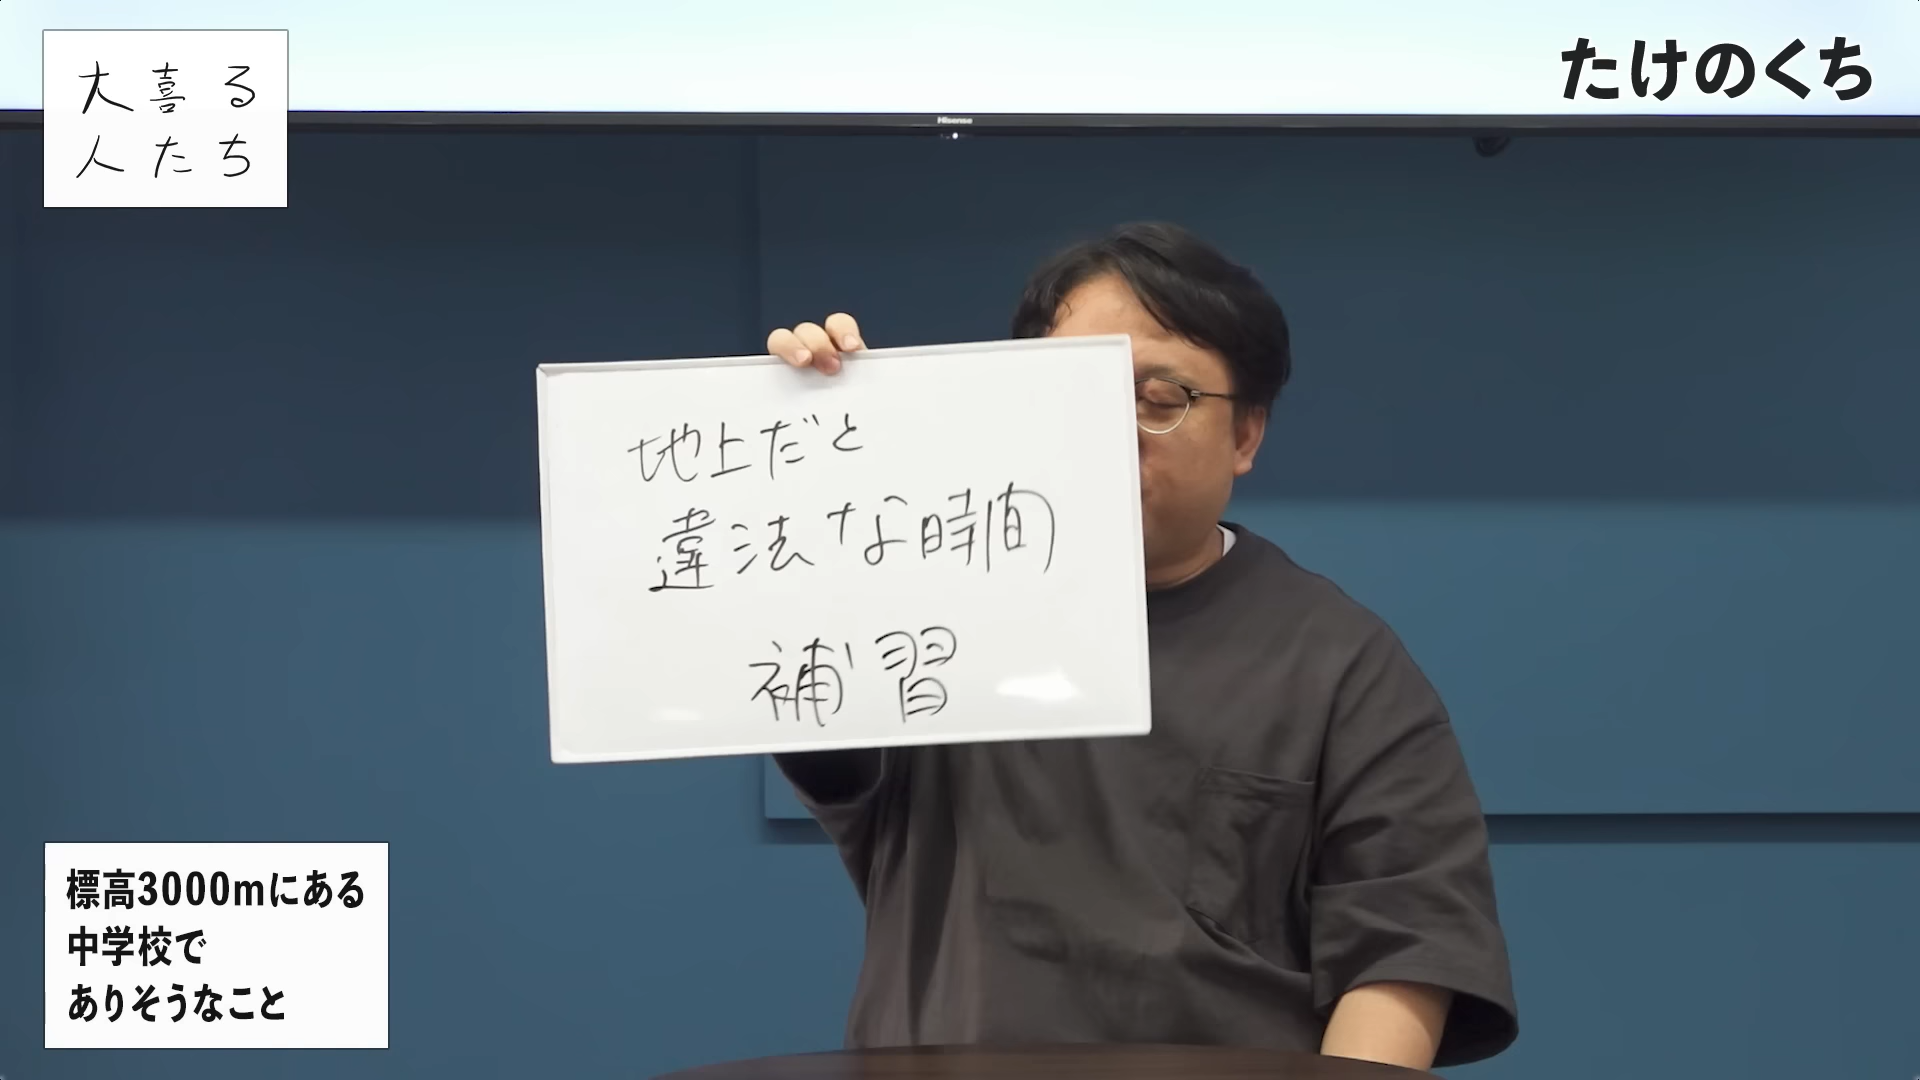 大喜る
人たち
たけのくち
Hisense
地上だと
違法な時間
補習
標高3000mにある
中学校で
ありそうなこと